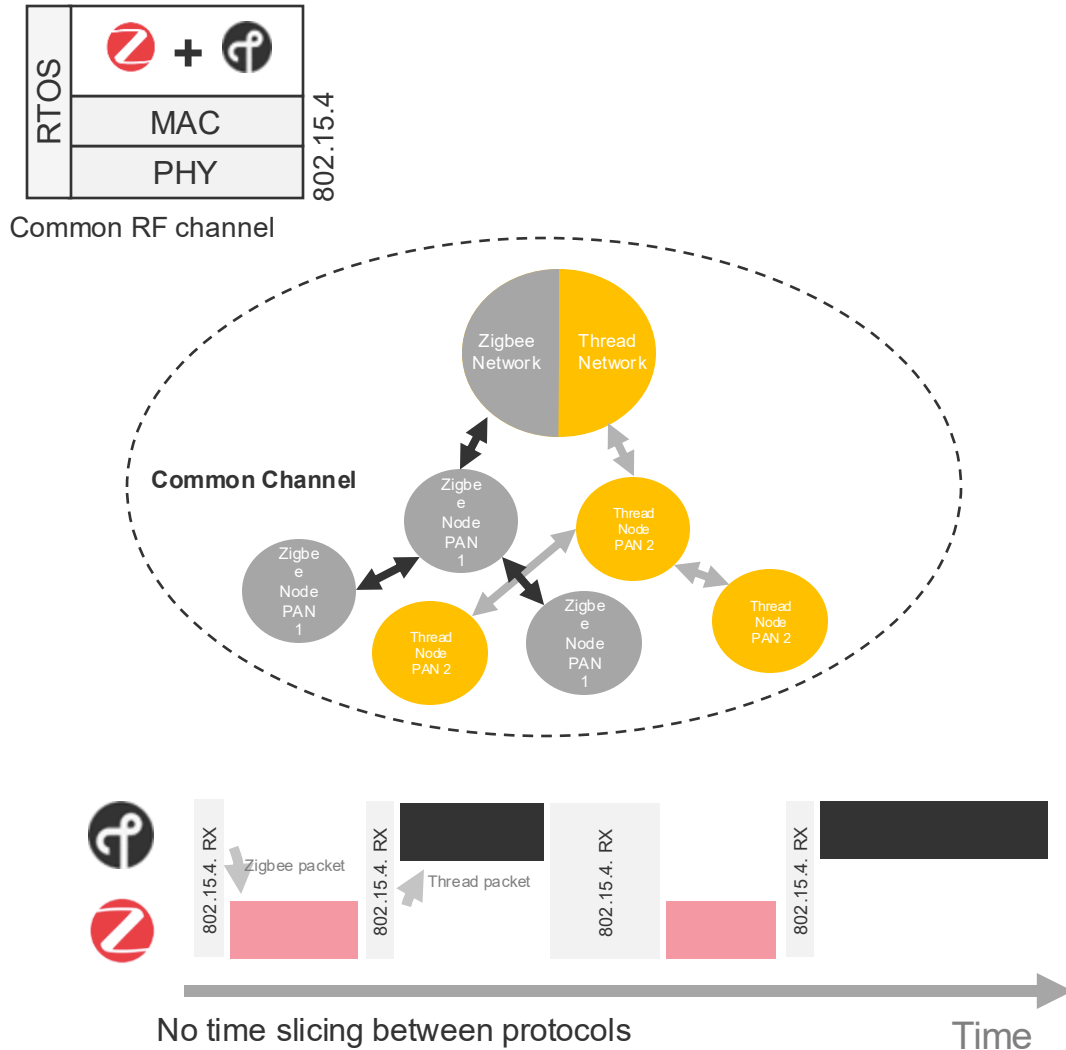 RTOS
+
MAC
PHY
802.15.4
Common RF channel
Zigbee
Network
Thread
Network
Common Channel
Zigbe
e
Node
PAN
1
Thread
Node
PAN 2
Zigbe
e
Node
PAN
1
Thread
Node
PAN 2
Zigbe
e
Node
PAN
1
Thread
Node
PAN 2
802.15.4. RX
Zigbee packet
802.15.4. RX
Thread packet
802.15.4. RX
802.15.4. RX
No time slicing between protocols
Time